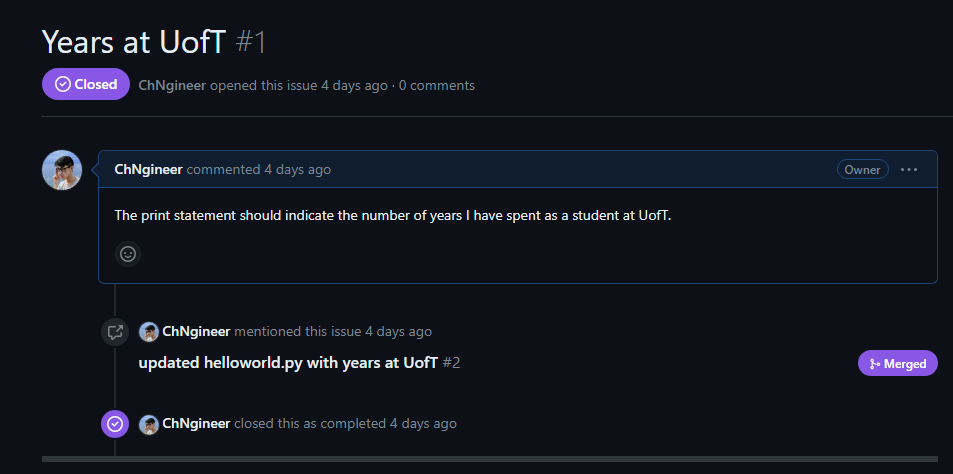 Years at UofT #1
Closed ChNgineer opened this issue 4 days ago · 0 comments
ChNgineer commented 4 days ago Owner ...
The print statement should indicate the number of years I have spent as a student at UofT.
ChNgineer mentioned this issue 4 days ago
updated helloworld.py with years at UofT #2 Merged
ChNgineer closed this as completed 4 days ago